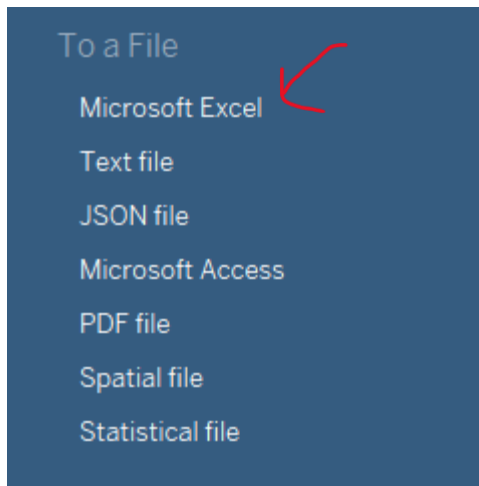 To a File
Microsoft Excel
Text file
JSON file
Microsoft Access
PDF file
Spatial file
Statistical file